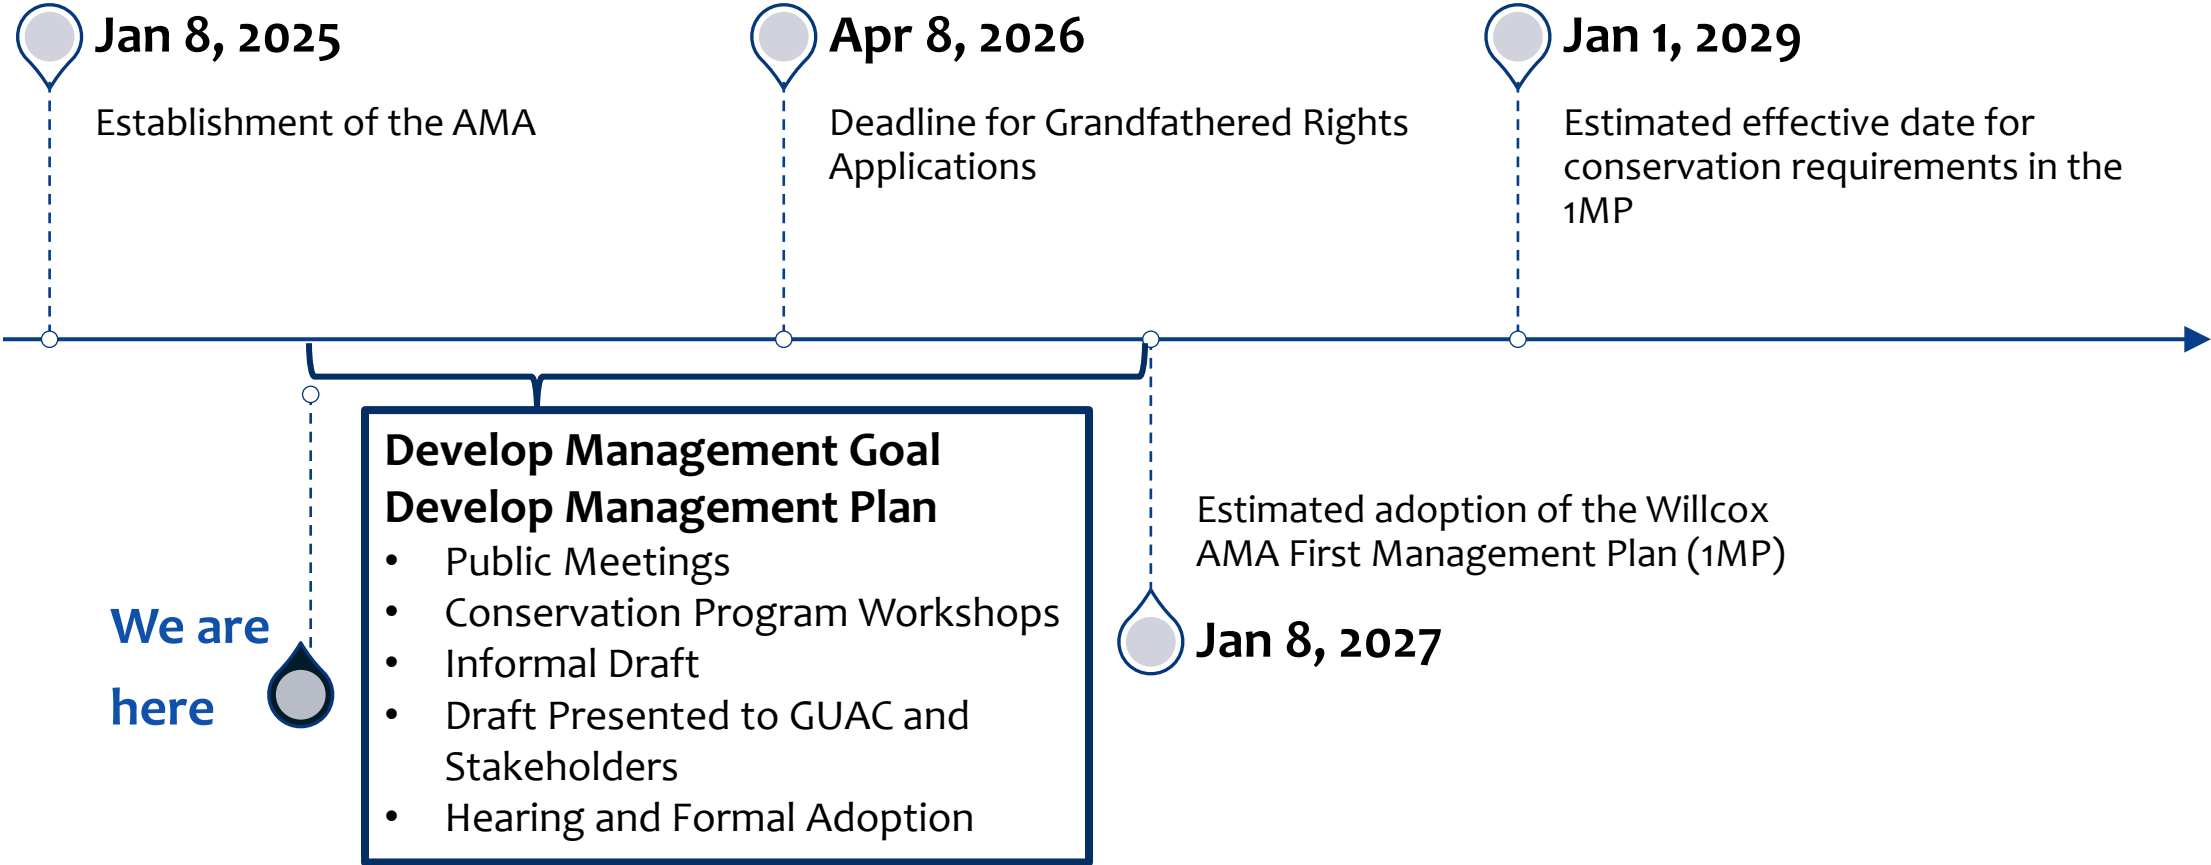 Jan 8, 2025
Establishment of the AMA
Apr 8, 2026
Deadline for Grandfathered Rights
Applications
Jan 1, 2029
Estimated effective date for
conservation requirements in the
1MP
We are
here
Develop Management Goal
Develop Management Plan
• Public Meetings
• Conservation Program Workshops
• Informal Draft
• Draft Presented to GUAC and
Stakeholders
• Hearing and Formal Adoption
Estimated adoption of the Willcox
AMA First Management Plan (1MP)
Jan 8, 2027